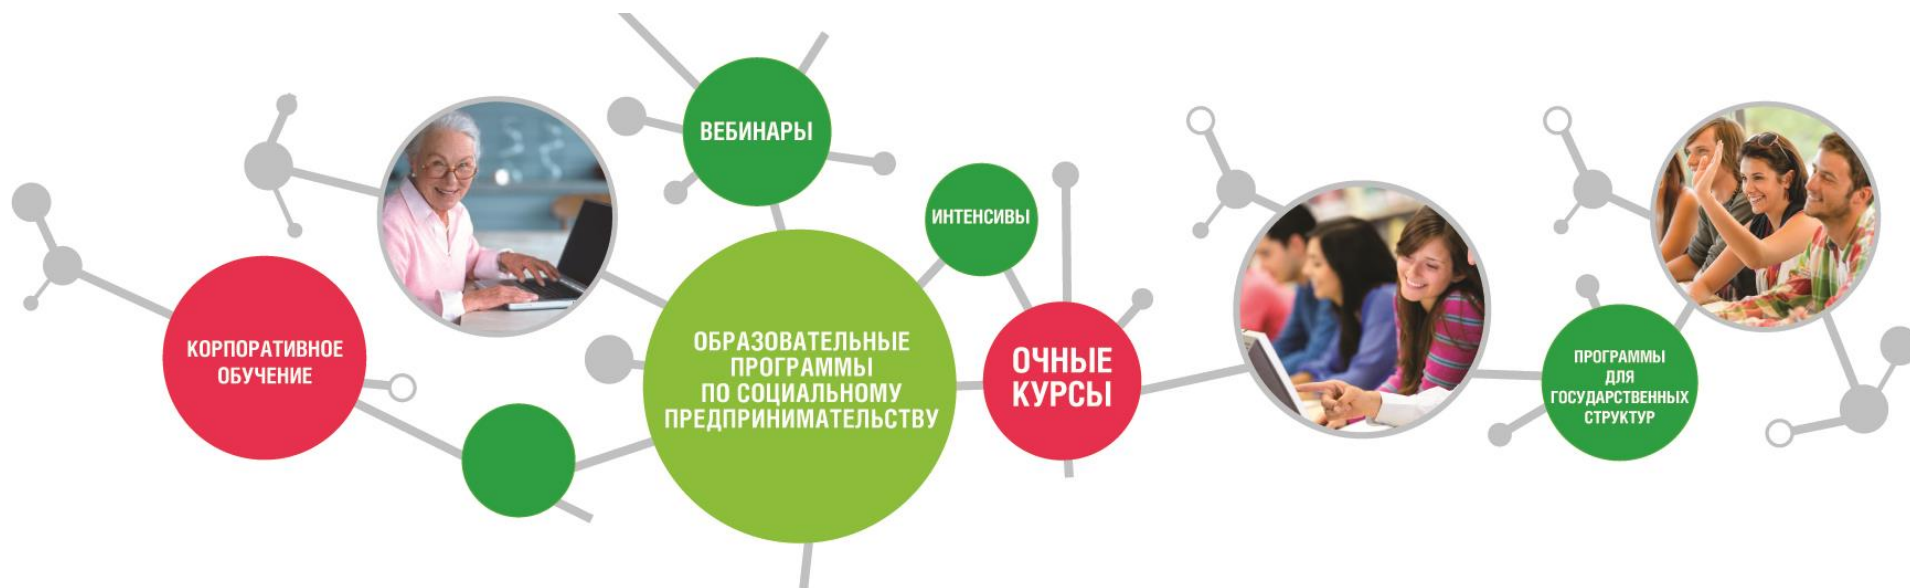 ВЕБИНАРЫ
ИНТЕНСИВЫ
КОРПОРАТИВНОЕ
ОБУЧЕНИЕ
ОБРАЗОВАТЕЛЬНЫЕ
ПРОГРАММЫ
ПО СОЦИАЛЬНОМУ
ПРЕДПРИНИМАТЕЛЬСТВУ
ОЧНЫЕ
КУРСЫ
ПРОГРАММЫ
ДЛЯ
ГОСУДАРСТВЕННЫХ
СТРУКТУР